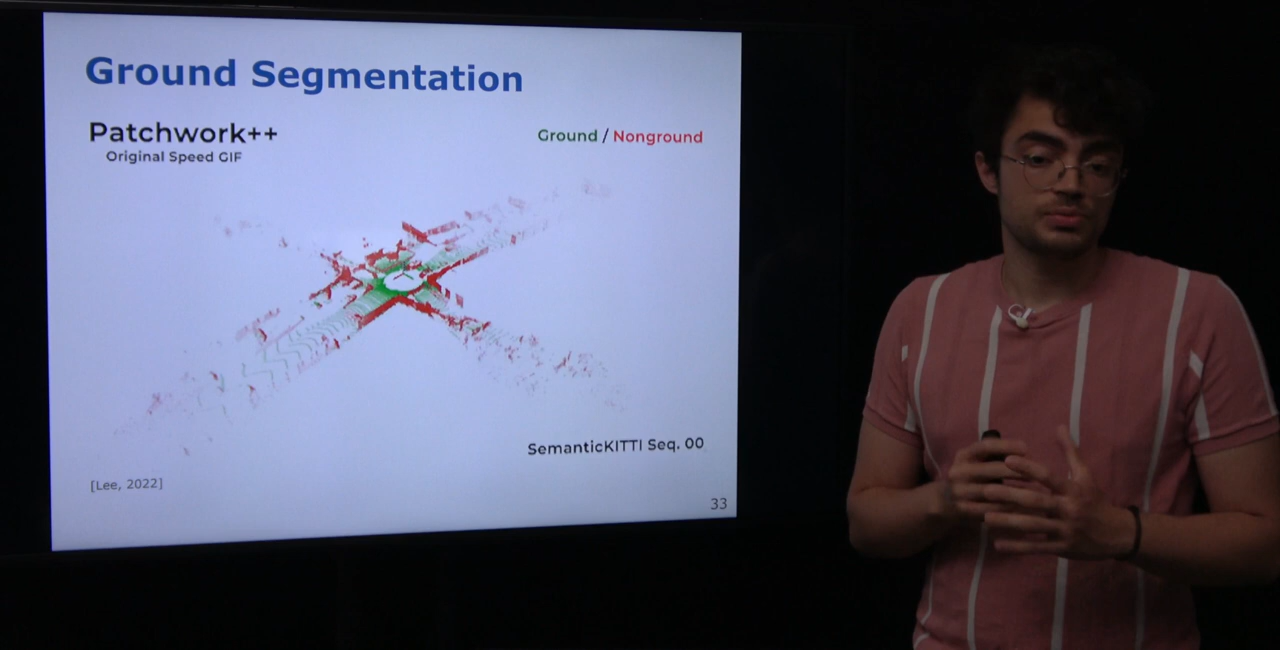 Ground Segmentation
Patchwork++
Original Speed GIF
Ground / Nonground
SemanticKITTI Seq. 00
[Lee, 2022]
33